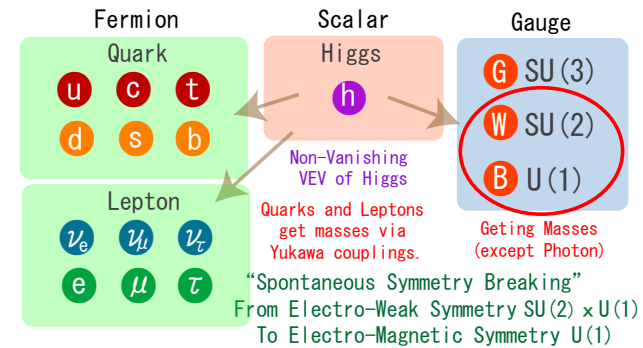 Fermion
Quark
u c t
d s b
Lepton
νe νμ ντ
e μ τ
Scalar
Higgs
h
Non-Vanishing
VEV of Higgs
Quarks and Leptons
get masses via
Yukawa couplings.
Gauge
G SU(3)
W SU(2)
B U(1)
Geting Masses
(except Photon)
“Spontaneous Symmetry Breaking”
From Electro-Weak Symmetry SU(2) x U(1)
To Electro-Magnetic Symmetry U(1)